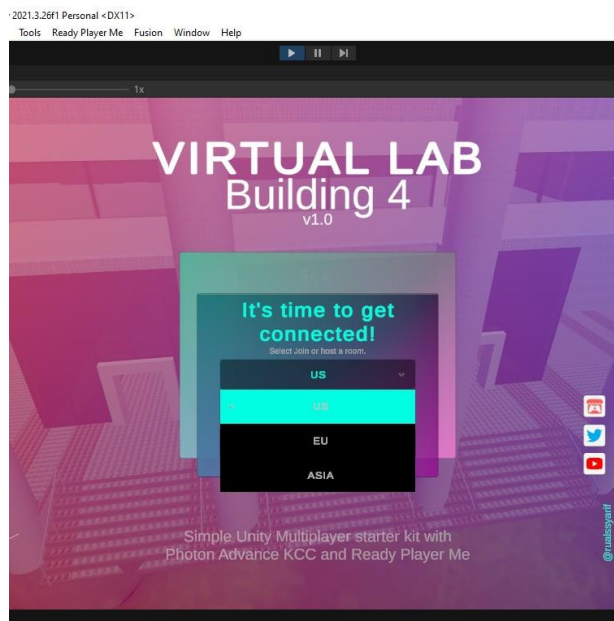 2021.3.26f1 Personal <DX11>
Tools Ready Player Me Fusion Window Help
1x
VIRTUAL LAB
Building 4
v1.0
It's time to get
connected!
Select Join or host a room.
US
US
EU
ASIA
Simple Unity Multiplayer starter kit with
Photon Advance KCC and Ready Player Me
@rualssyarif